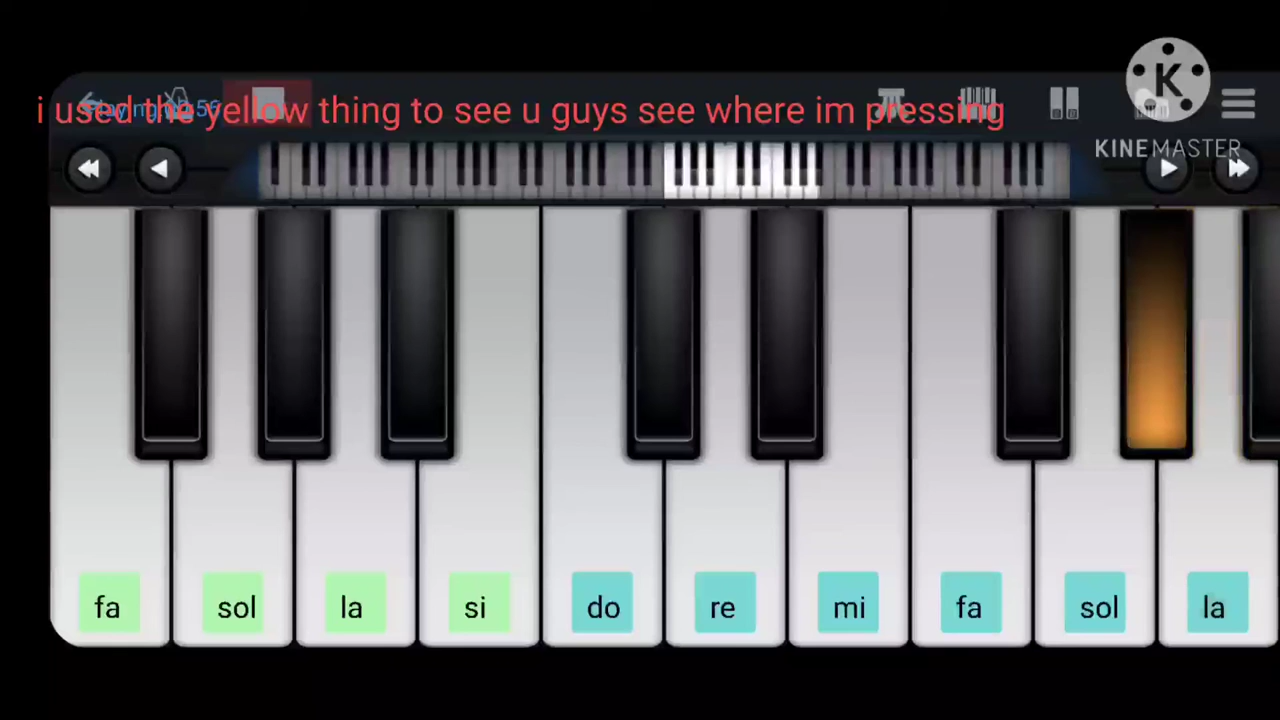 i used the yellow thing to see u guys see where im pressing
K
KINEMASTER
fa sol la si do re mi fa sol la